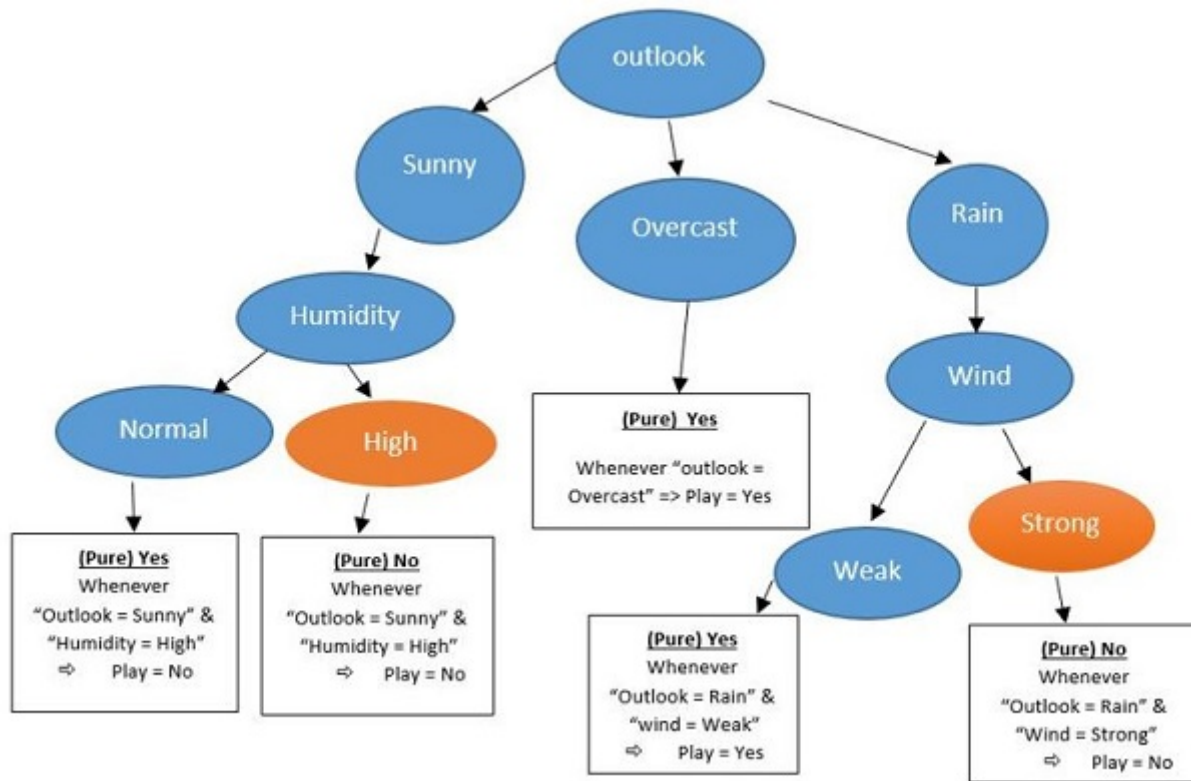 outlook
Sunny
Overcast
Rain
Humidity
Wind
Normal
High
(Pure) Yes
Whenever “outlook =
Overcast” => Play = Yes
Weak
Strong
(Pure) Yes
Whenever
“Outlook = Sunny” &
“Humidity = High”
⇨ Play = No
(Pure) No
Whenever
“Outlook = Sunny” &
“Humidity = High”
⇨ Play = No
(Pure) Yes
Whenever
“Outlook = Rain” &
“wind = Weak”
⇨ Play = Yes
(Pure) No
Whenever
“Outlook = Rain” &
“Wind = Strong”
⇨ Play = No